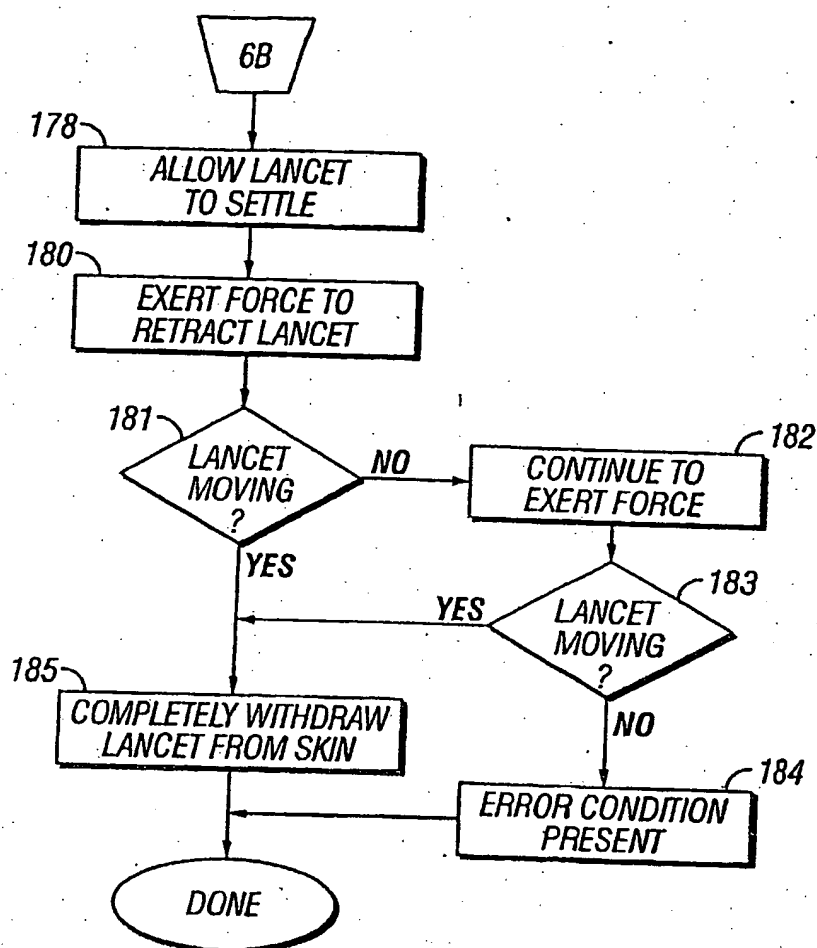 6B
178
ALLOW LANCET
TO SETTLE
180
EXERT FORCE TO
RETRACT LANCET
181
LANCET
MOVING
?
NO
182
CONTINUE TO
EXERT FORCE
YES
183
LANCET
MOVING
?
YES
NO
185
COMPLETELY WITHDRAW
LANCET FROM SKIN
184
ERROR CONDITION
PRESENT
DONE